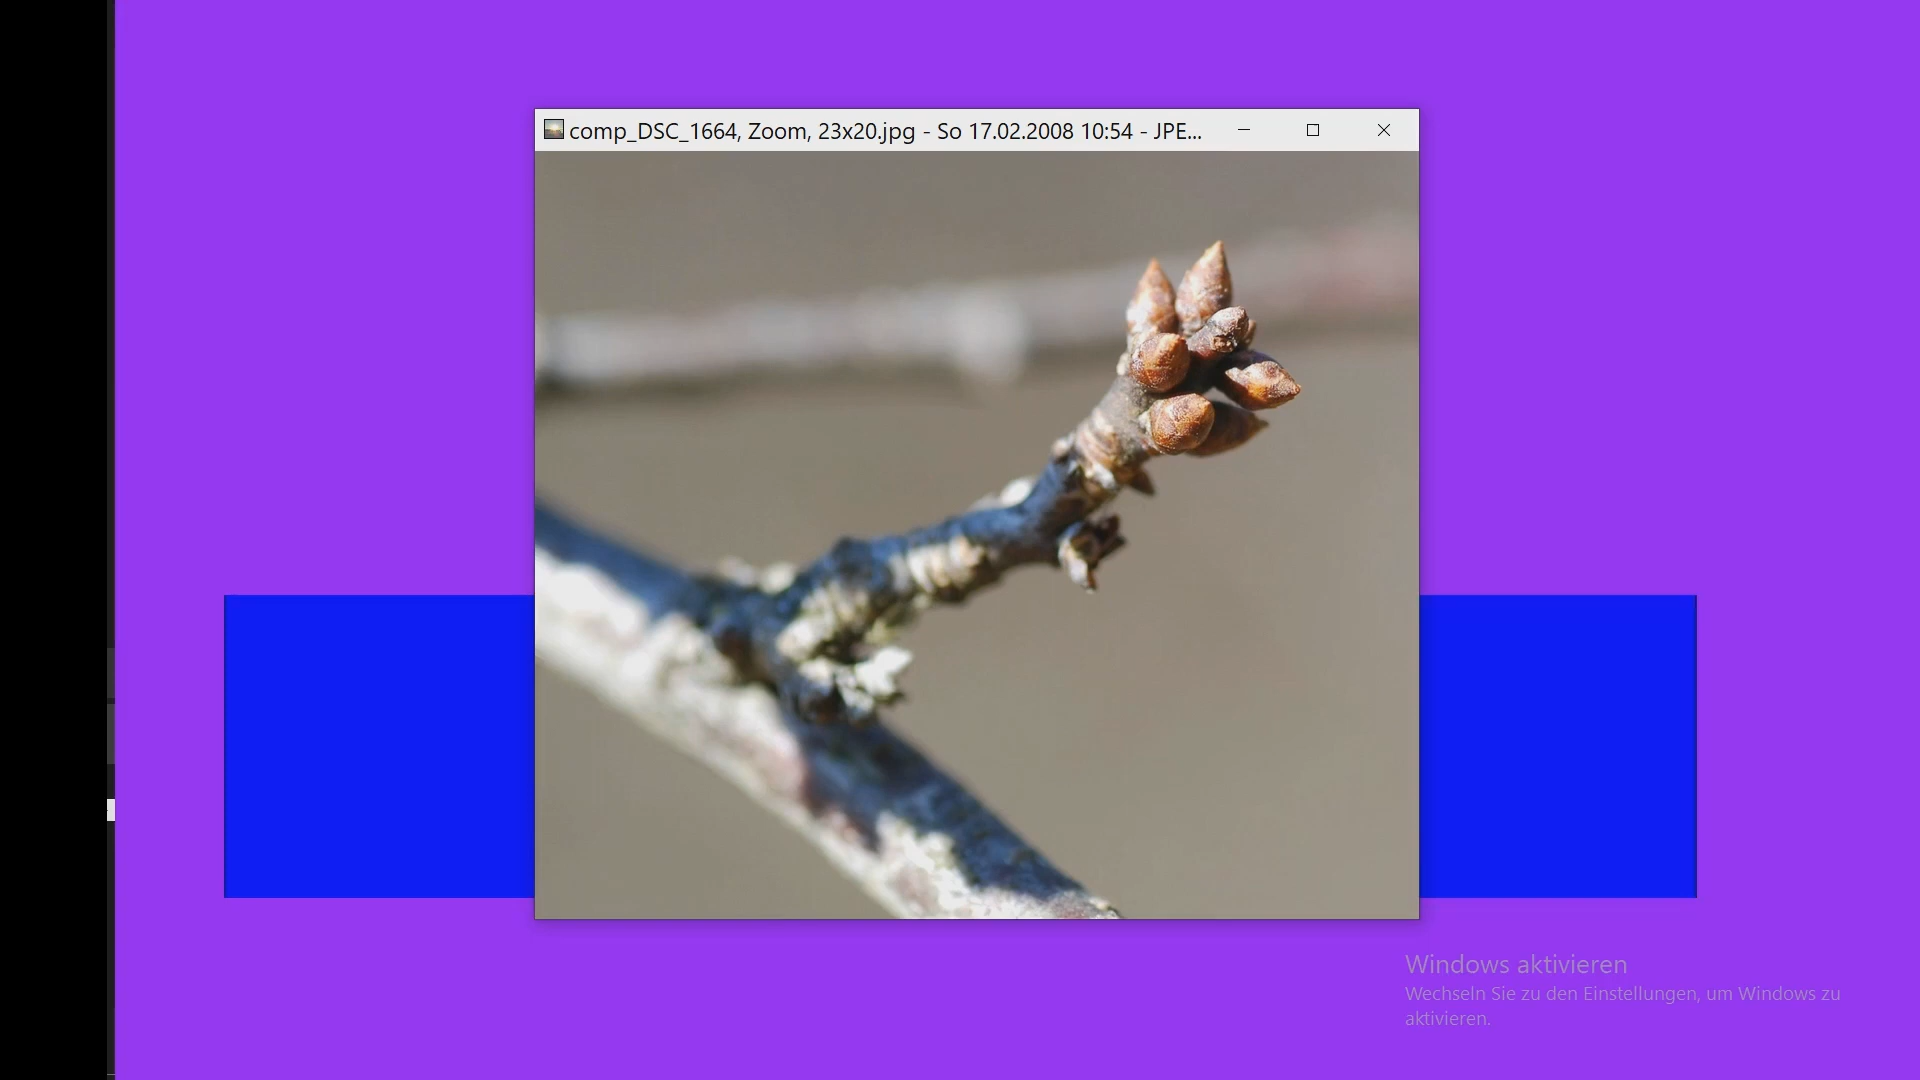 comp_DSC_1664, Zoom, 23x20.jpg - So 17.02.2008 10:54 - JPE...
Windows aktivieren
Wechseln Sie zu den Einstellungen, um Windows zu
aktivieren.